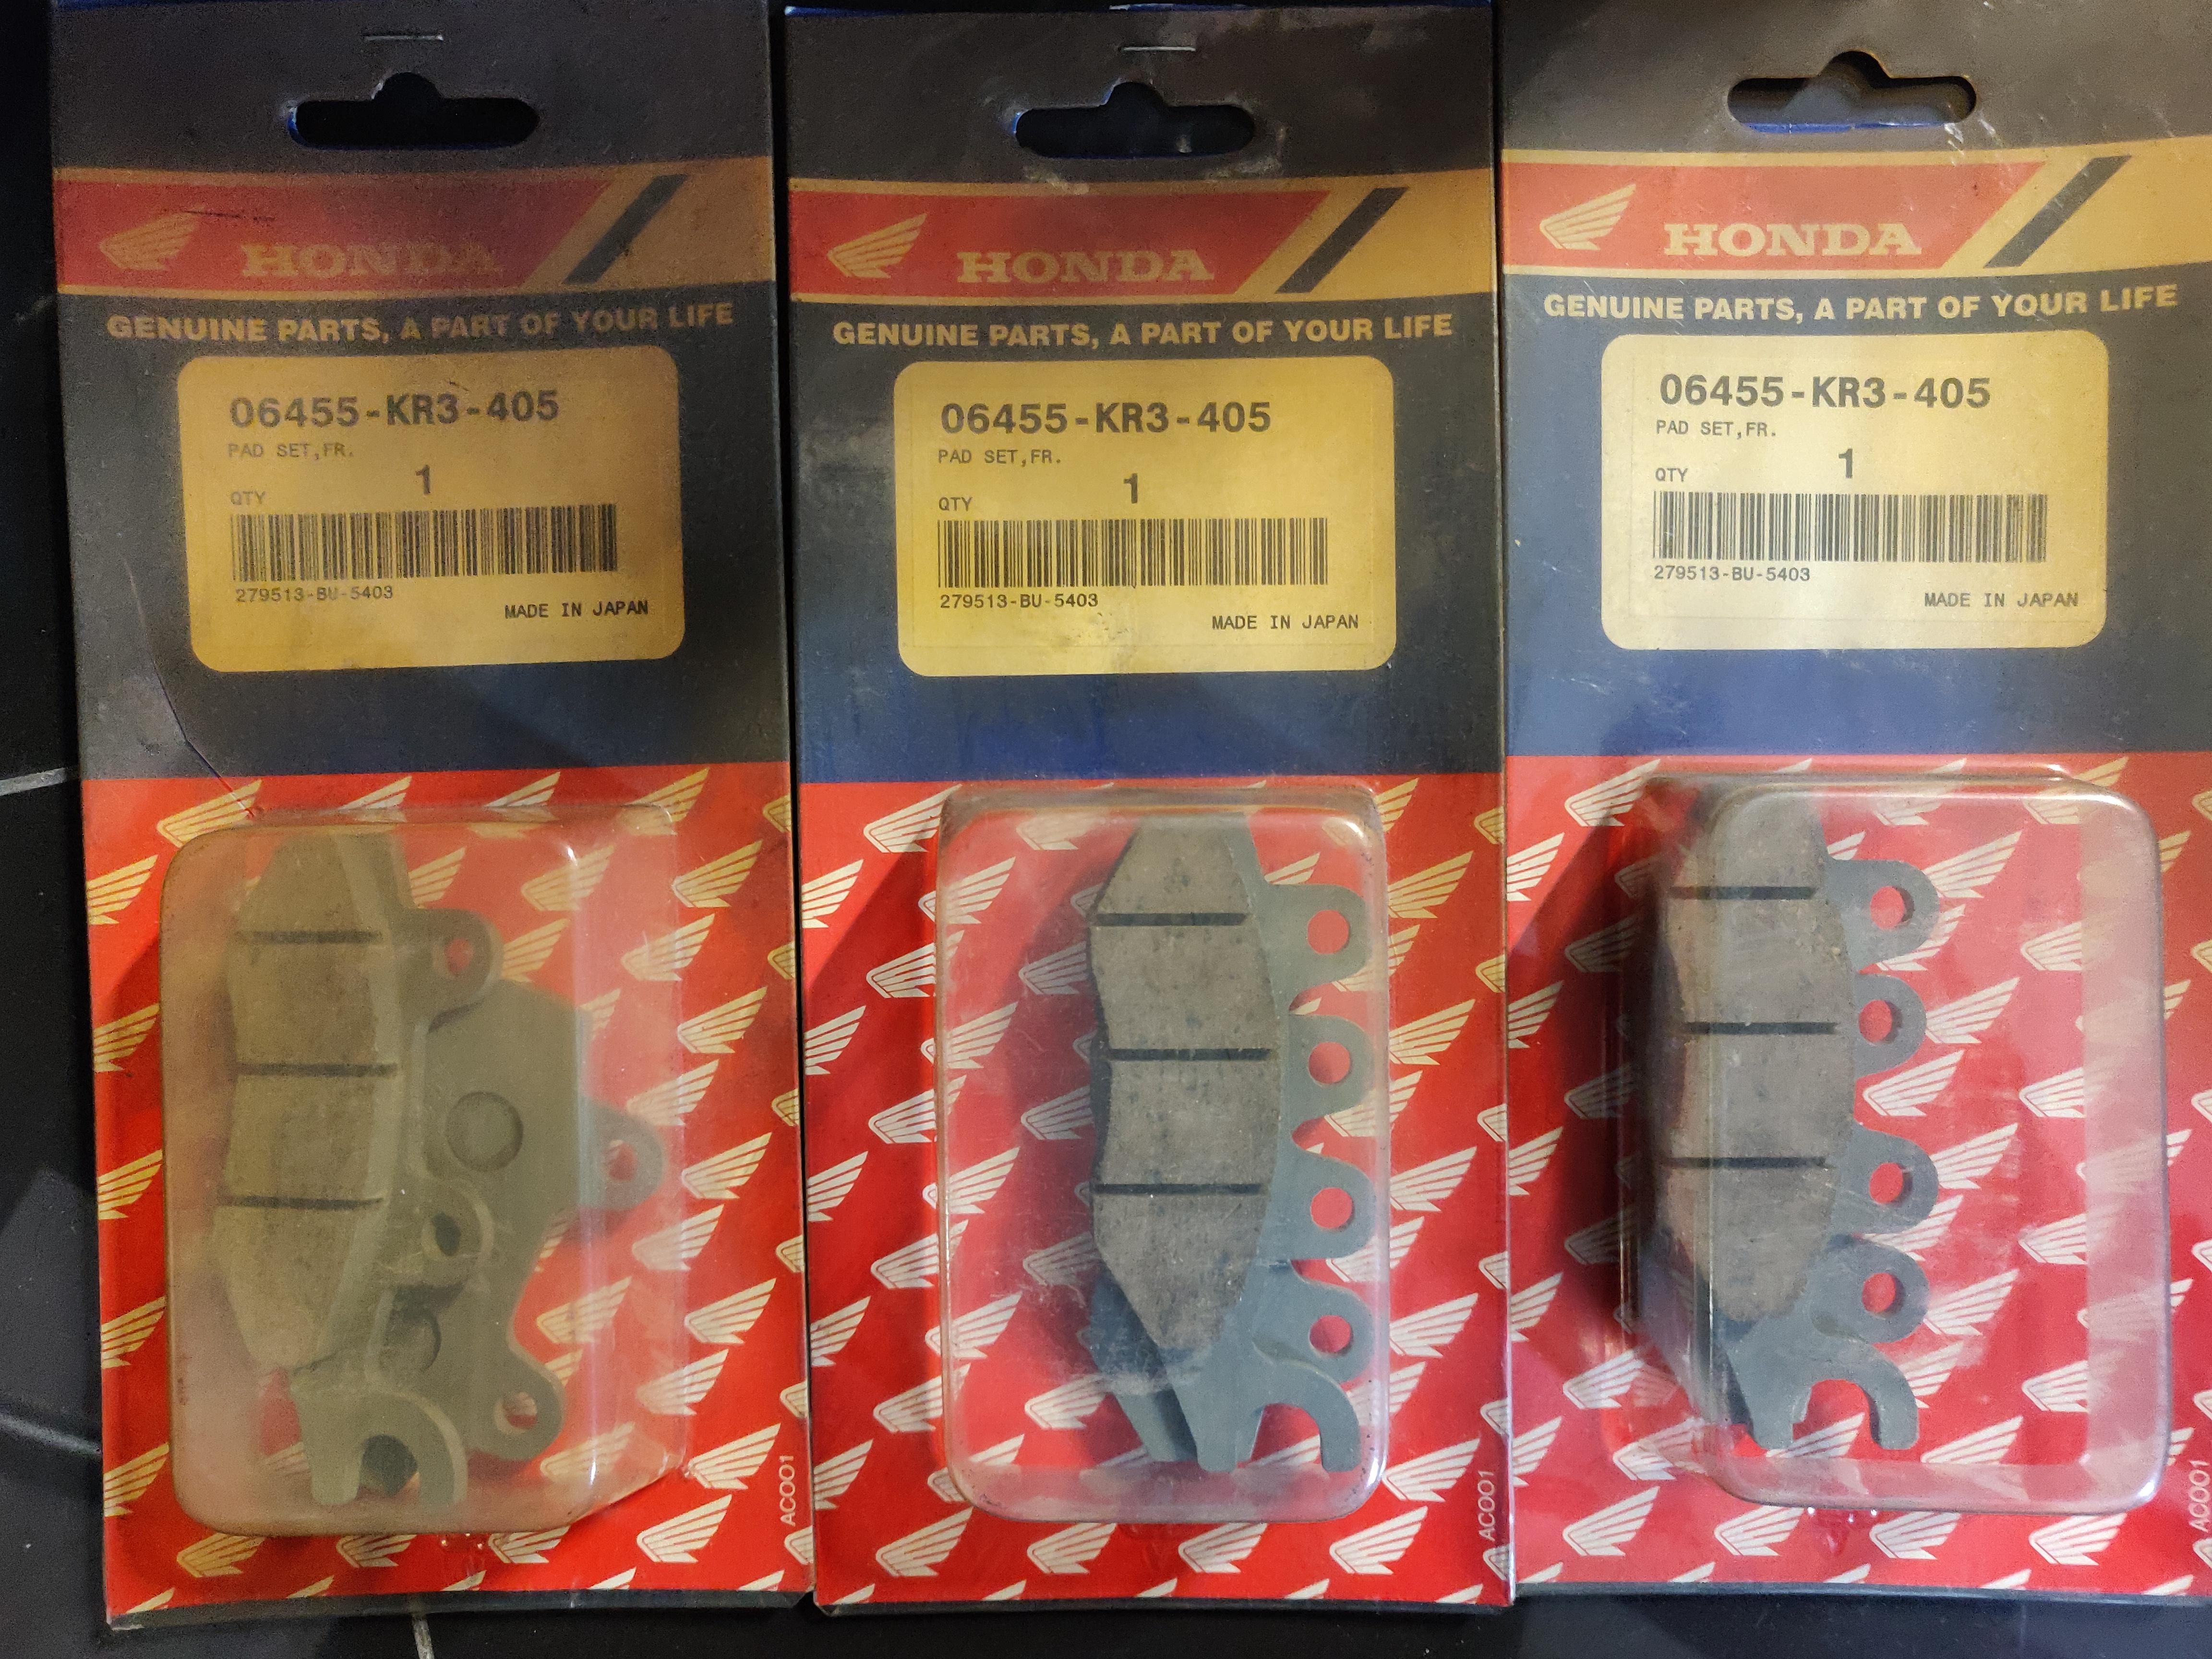 HONDA
GENUINE PARTS, A PART OF YOUR LIFE
06455-KR3-405
PAD SET,FR.
1
QTY
279513-BU-5403
MADE IN JAPAN
AC001
HONDA
GENUINE PARTS, A PART OF YOUR LIFE
06455-KR3-405
PAD SET,FR.
1
QTY
279513-BU-5403
MADE IN JAPAN
AC001
HONDA
GENUINE PARTS, A PART OF YOUR LIFE
06455-KR3-405
PAD SET,FR.
1
QTY
279513-BU-5403
MADE IN JAPAN
AC001